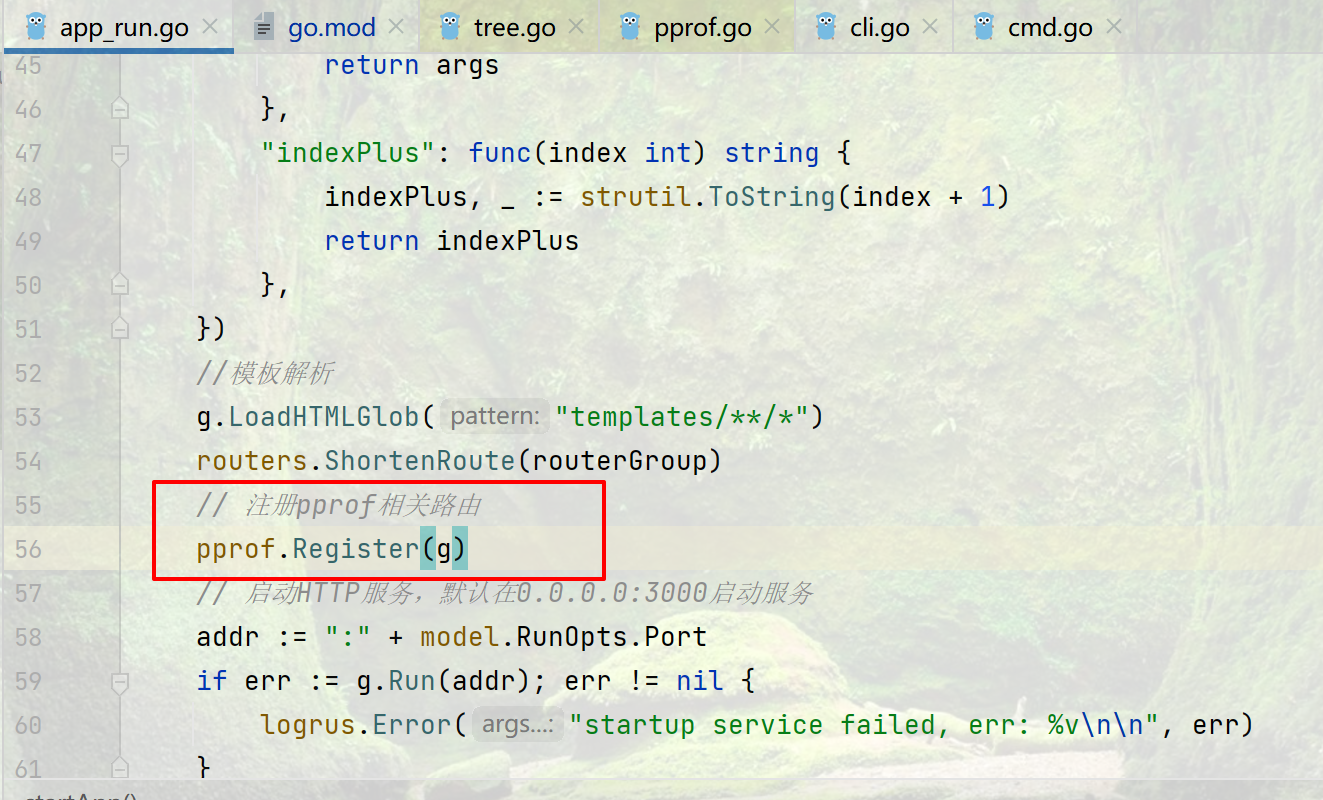 app_run.go go.mod tree.go pprof.go cli.go cmd.go
45 return args
46 },
47 "indexPlus": func(index int) string {
48 indexPlus, _ := strutil.ToString(index + 1)
49 return indexPlus
50 },
51 })
52 //模板解析
53 g.LoadHTMLGlob( pattern: "templates/**/*")
54 routers.ShortenRoute(routerGroup)
55 // 注册pprof相关路由
56 pprof.Register(g)
57 // 启动HTTP服务，默认在0.0.0.0:3000启动服务
58 addr := ":" + model.RunOpts.Port
59 if err := g.Run(addr); err != nil {
60 logrus.Error( args...: "startup service failed, err: %v\n\n", err)
61 }